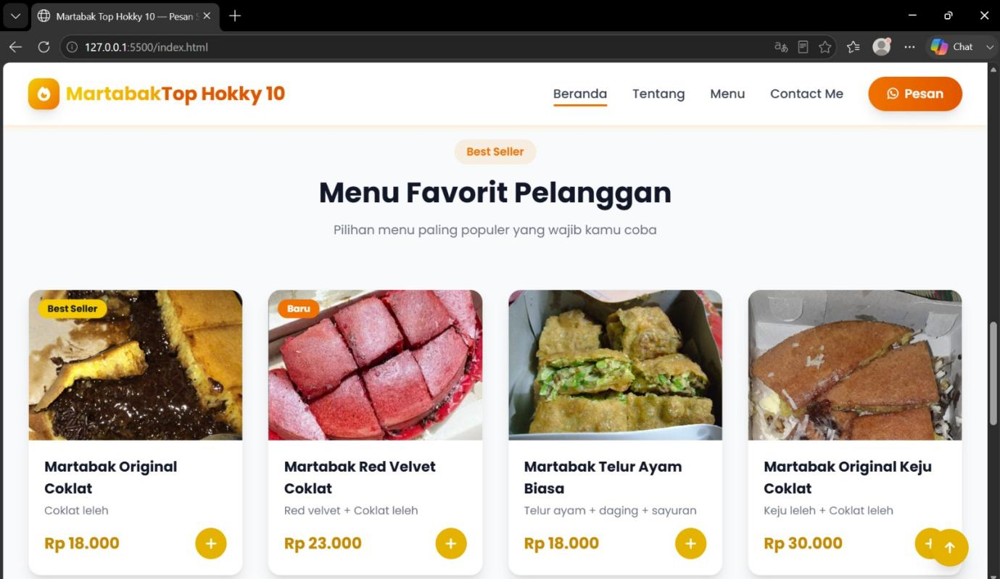 Martabak Top Hokky 10 — Pesan
127.0.0.1:5500/index.html
Chat
MartabakTop Hokky 10
Beranda
Tentang
Menu
Contact Me
Pesan
Best Seller
Menu Favorit Pelanggan
Pilihan menu paling populer yang wajib kamu coba
Best Seller
Martabak Original
Coklat
Coklat leleh
Rp 18.000
+
Baru
Martabak Red Velvet
Coklat
Red velvet + Coklat leleh
Rp 23.000
+
Martabak Telur Ayam
Biasa
Telur ayam + daging + sayuran
Rp 18.000
+
Martabak Original Keju
Coklat
Keju leleh + Coklat leleh
Rp 30.000